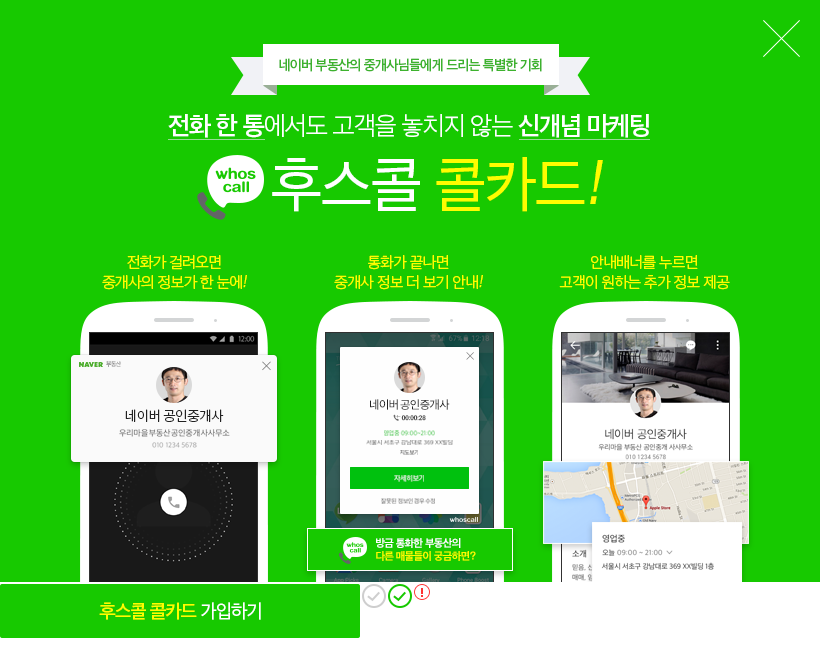 네이버 부동산의 중개사님들에게 드리는 특별한 기회
전화 한 통에서도 고객을 놓치지 않는 신개념 마케팅
whos
call
후스콜 콜카드!
전화가 걸려오면
중개사의 정보가 한 눈에!
통화가 끝나면
중개사 정보 더 보기 안내!
안내배너를 누르면
고객이 원하는 추가 정보 제공
12:00
NAVER 부동산
네이버 공인중개사
우리마을부동산공인중개사사무소
010 1234 5678
67% 12:18
네이버 공인중개사
00:00:28
영업중 09:00~21:00
서울시 서초구 강남대로 369 XX빌딩
지도보기
자세히보기
잘못된 정보인 경우 수정
whoscall
whos
call
방금 통화한 부동산의
다른 매물들이 궁금하면?
네이버 공인중개사
우리마을 부동산 공인중개 사사무소
010 1234 5678
Apple Store
영업중
오늘 09:00 ~ 21:00
서울시 서초구 강남대로 369 XX빌딩 1층
소개
믿음, 신
매매, 임
후스콜 콜카드 가입하기